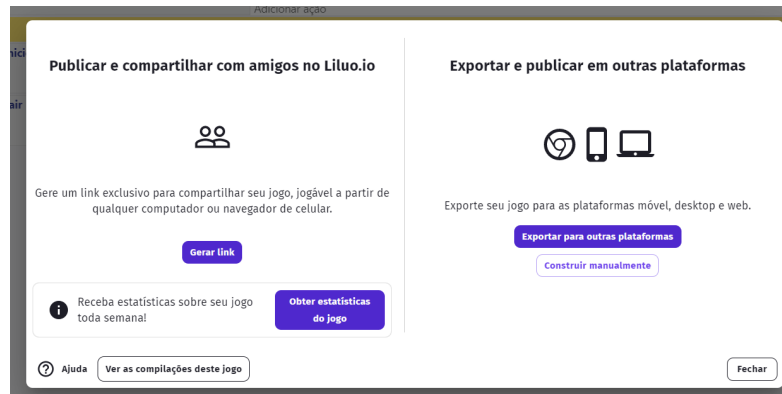 Adicionar ação
nici
air
Publicar e compartilhar com amigos no Liluo.io
Gere um link exclusivo para compartilhar seu jogo, jogável a partir de
qualquer computador ou navegador de celular.
Gerar link
Receba estatísticas sobre seu jogo
toda semana!
Obter estatísticas
do jogo
Exportar e publicar em outras plataformas
Exporte seu jogo para as plataformas móvel, desktop e web.
Exportar para outras plataformas
Construir manualmente
Ajuda
Ver as compilações deste jogo
Fechar